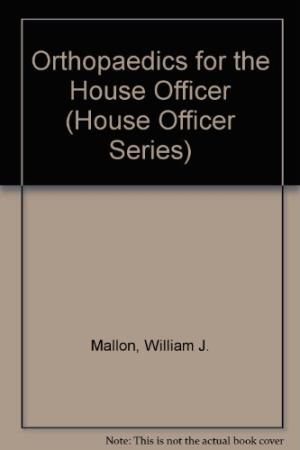 Orthopaedics for the
House Officer
(House Officer
Series)
Mallon, William J.
Note: This is not the actual book cover